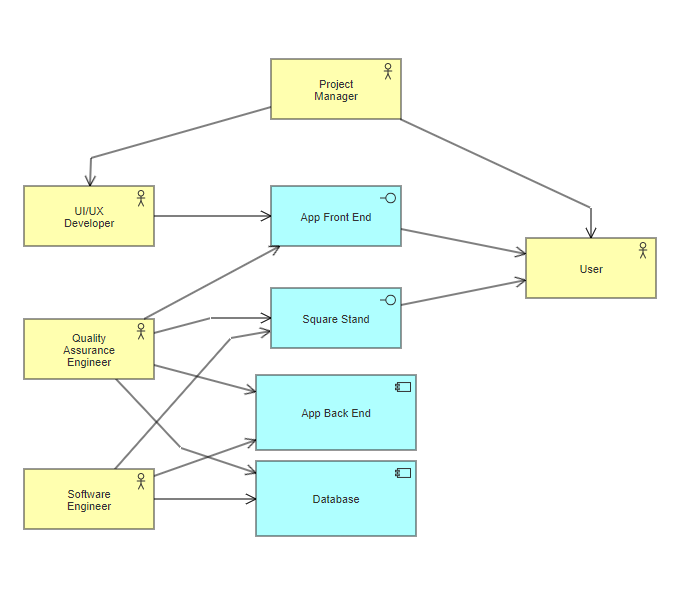 Project
Manager
UI/UX
Developer
App Front End
User
Square Stand
Quality
Assurance
Engineer
App Back End
Software
Engineer
Database